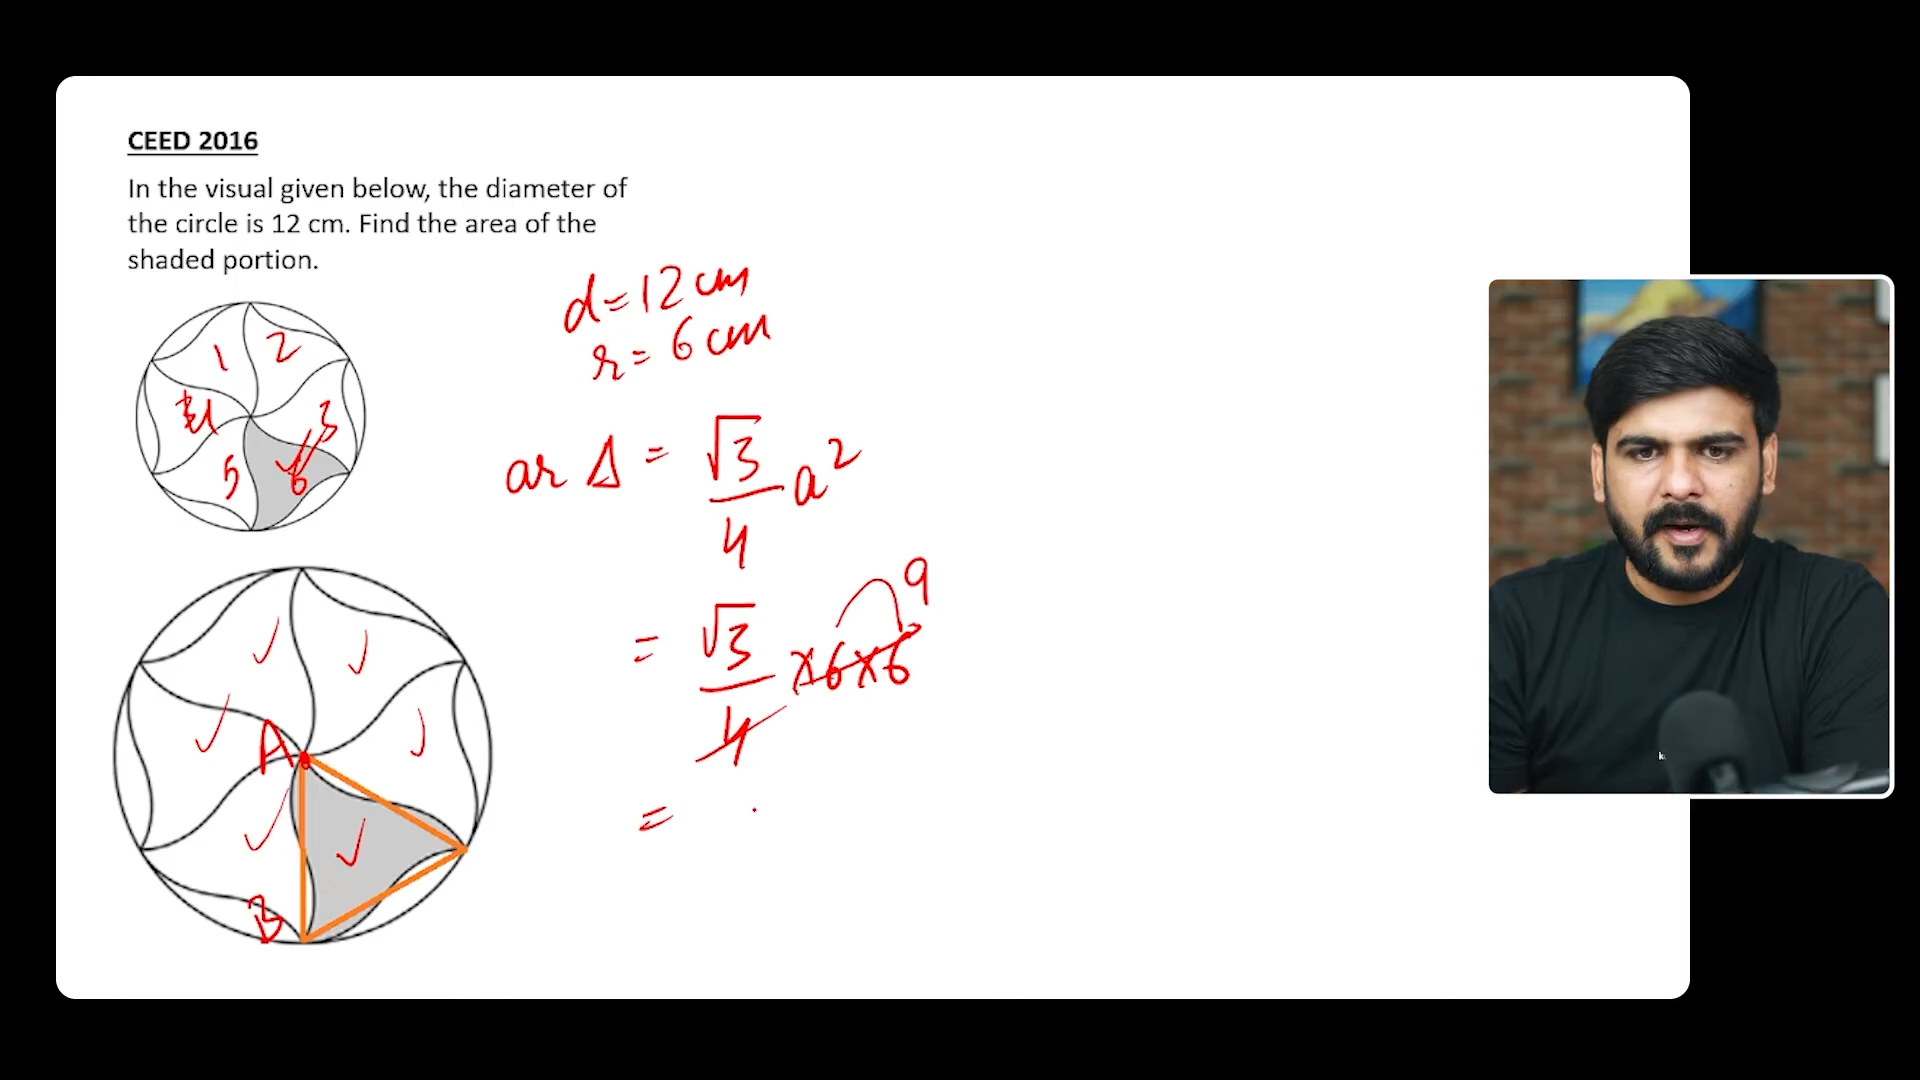 CEED 2016
In the visual given below, the diameter of
the circle is 12 cm. Find the area of the
shaded portion.
d=12 cm
r=6 cm
1 2
4 3
5 6
ar Δ = √3/4 a²
= √3/4 ×6×6 9
=
A
B